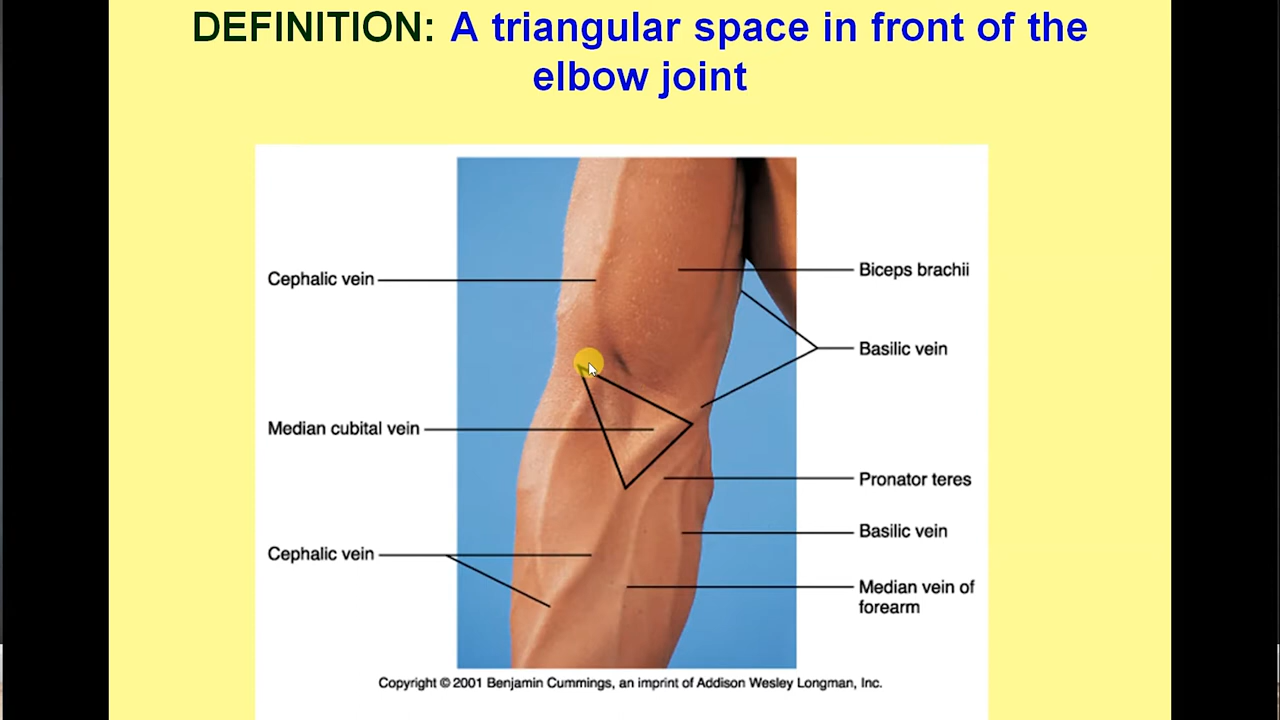 DEFINITION: A triangular space in front of the
elbow joint
Cephalic vein
Biceps brachii
Basilic vein
Median cubital vein
Pronator teres
Basilic vein
Cephalic vein
Median vein of
forearm
Copyright © 2001 Benjamin Cummings, an imprint of Addison Wesley Longman, Inc.